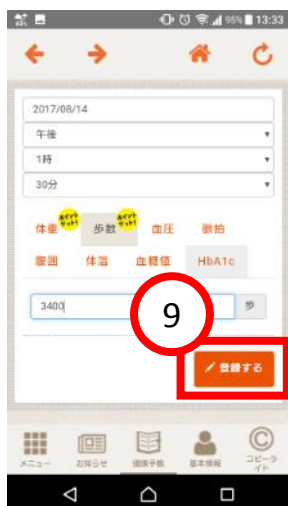 95% 13:33
2017/08/14
午後
1時
30分
体重 ポイントゲット! 歩数 ポイントゲット! 血圧 脈拍
腹囲 体温 血糖値 HbA1c
3400 歩
9
登録する
メニュー お知らせ 健康手帳 基本情報 コピーライト